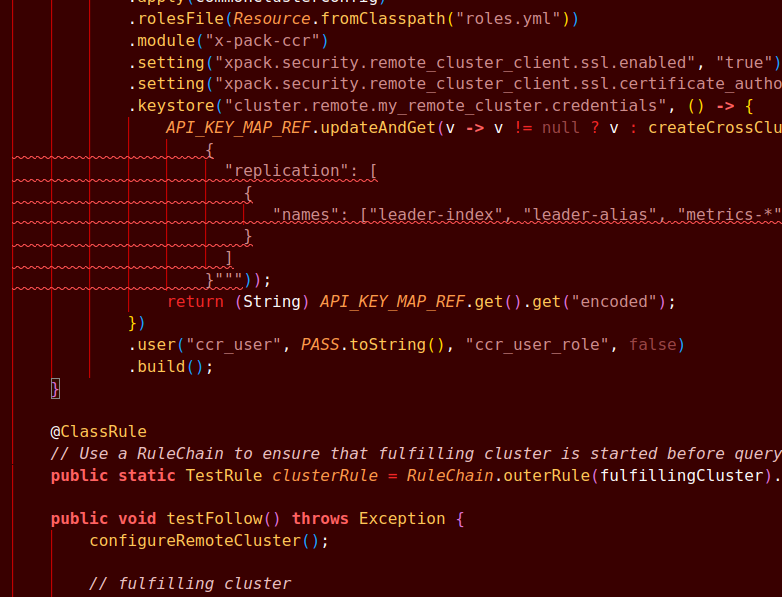 .apply(commonClusterConfig)
.rolesFile(Resource.fromClasspath("roles.yml"))
.module("x-pack-ccr")
.setting("xpack.security.remote_cluster_client.ssl.enabled", "true")
.setting("xpack.security.remote_cluster_client.ssl.certificate_autho
.keystore("cluster.remote.my_remote_cluster.credentials", () -> {
API_KEY_MAP_REF.updateAndGet(v -> v != null ? v : createCrossClu
{
"replication": [
{
"names": ["leader-index", "leader-alias", "metrics-*"
}
]
}"""));
return (String) API_KEY_MAP_REF.get().get("encoded");
})
.user("ccr_user", PASS.toString(), "ccr_user_role", false)
.build();
}
@ClassRule
// Use a RuleChain to ensure that fulfilling cluster is started before query
public static TestRule clusterRule = RuleChain.outerRule(fulfillingCluster).
public void testFollow() throws Exception {
configureRemoteCluster();
// fulfilling cluster